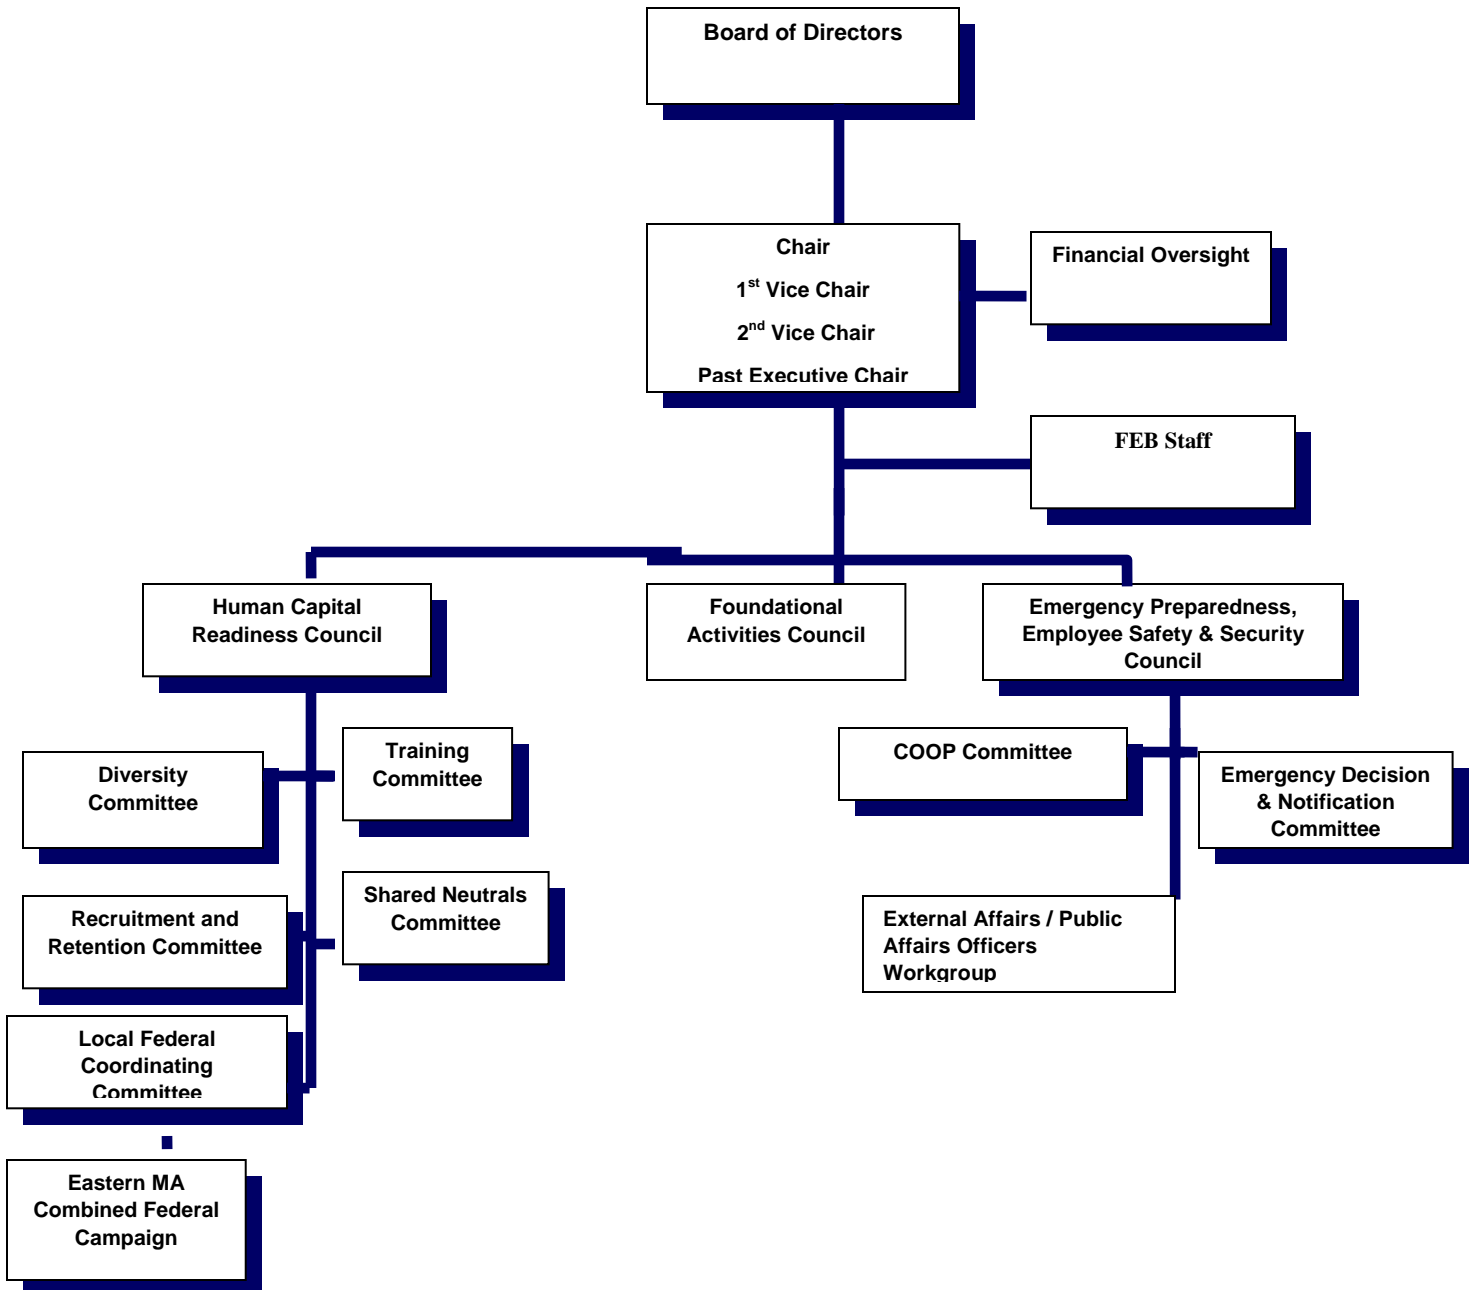 Board of Directors
Chair
1st Vice Chair
2nd Vice Chair
Past Executive Chair
Financial Oversight
FEB Staff
Human Capital
Readiness Council
Foundational
Activities Council
Emergency Preparedness,
Employee Safety & Security
Council
Diversity
Committee
Training
Committee
COOP Committee
Emergency Decision
& Notification
Committee
Recruitment and
Retention Committee
Shared Neutrals
Committee
External Affairs / Public
Affairs Officers
Workgroup
Local Federal
Coordinating
Committee
Eastern MA
Combined Federal
Campaign